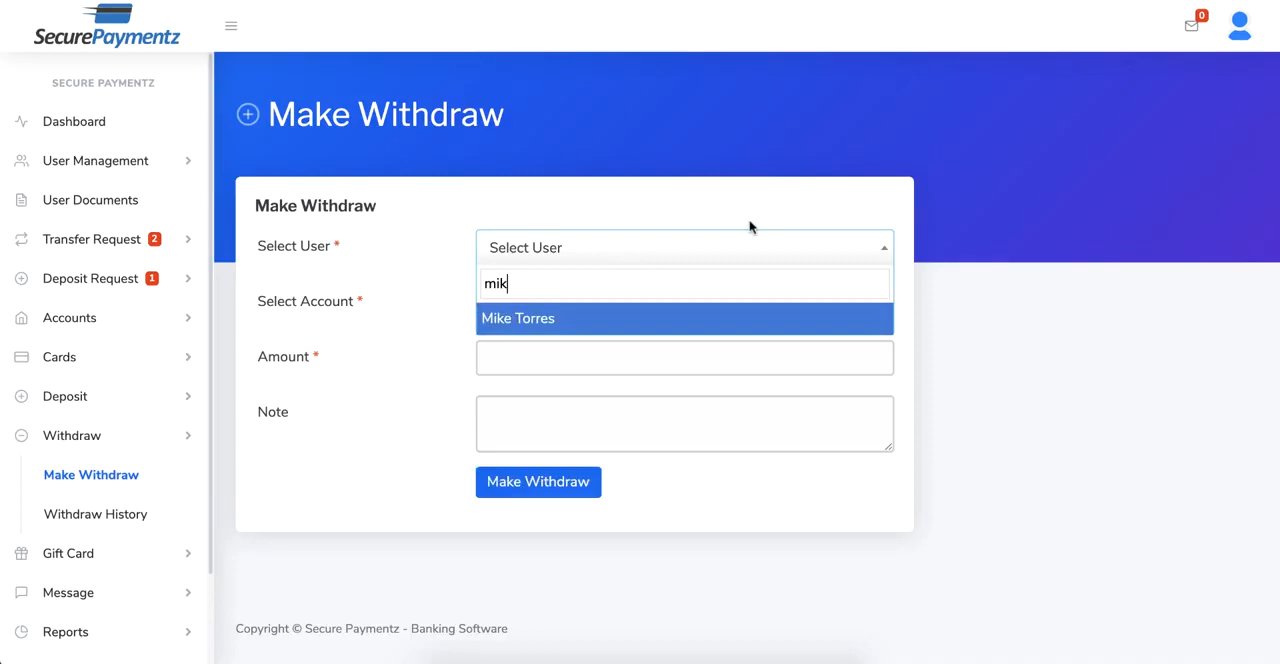 SecurePaymentz
0
SECURE PAYMENTZ
Dashboard
User Management
User Documents
Transfer Request 2
Deposit Request 1
Accounts
Cards
Deposit
Withdraw
Make Withdraw
Withdraw History
Gift Card
Message
Reports
Make Withdraw
Make Withdraw
Select User *
Select User
mik
Mike Torres
Select Account *
Amount *
Note
Make Withdraw
Copyright © Secure Paymentz - Banking Software